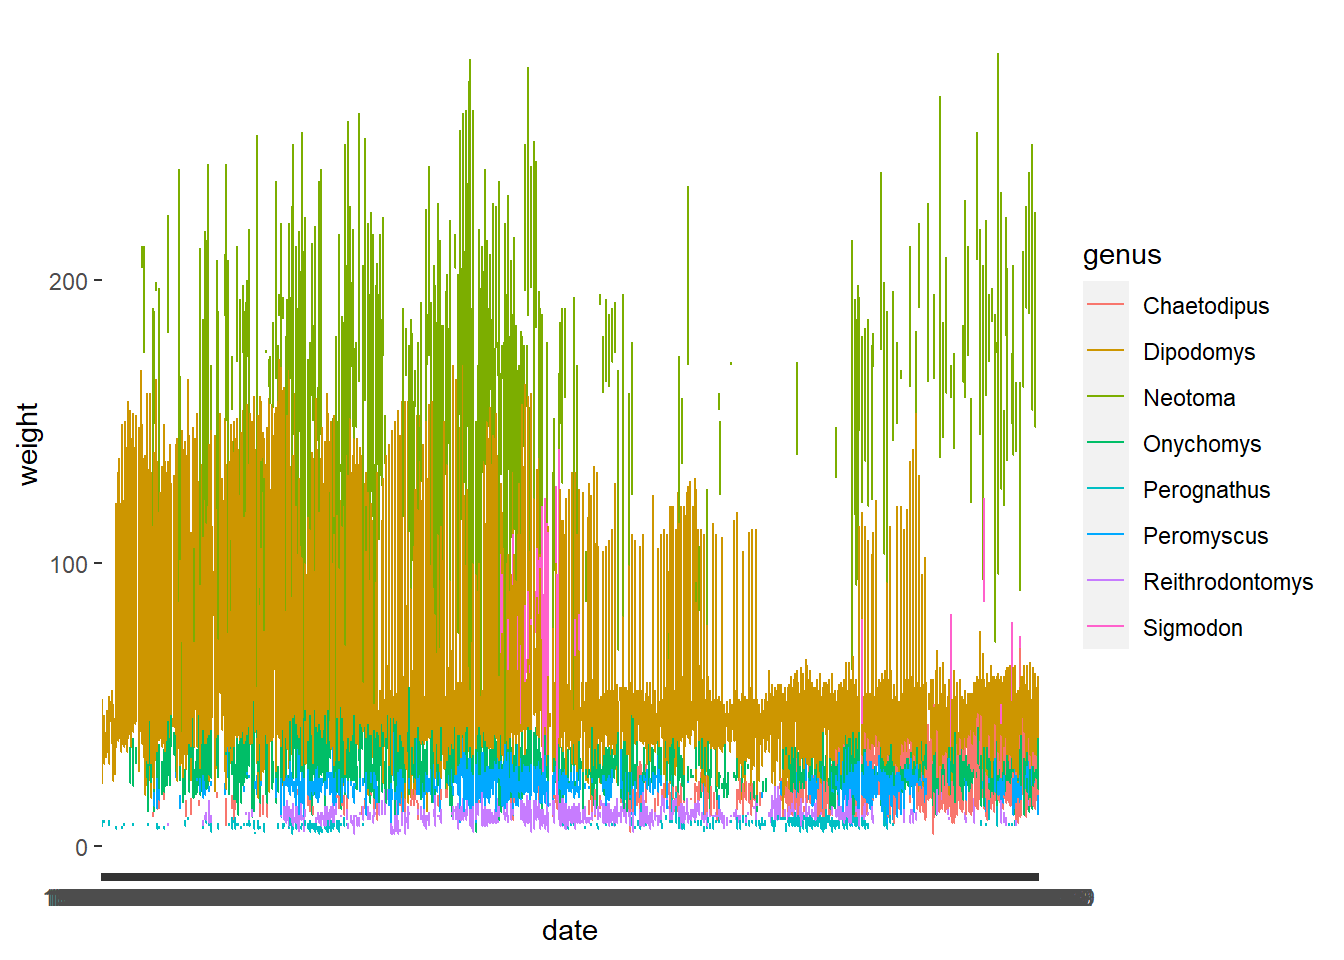 weight
200
100
0
date
genus
Chaetodipus
Dipodomys
Neotoma
Onychomys
Perognathus
Peromyscus
Reithrodontomys
Sigmodon